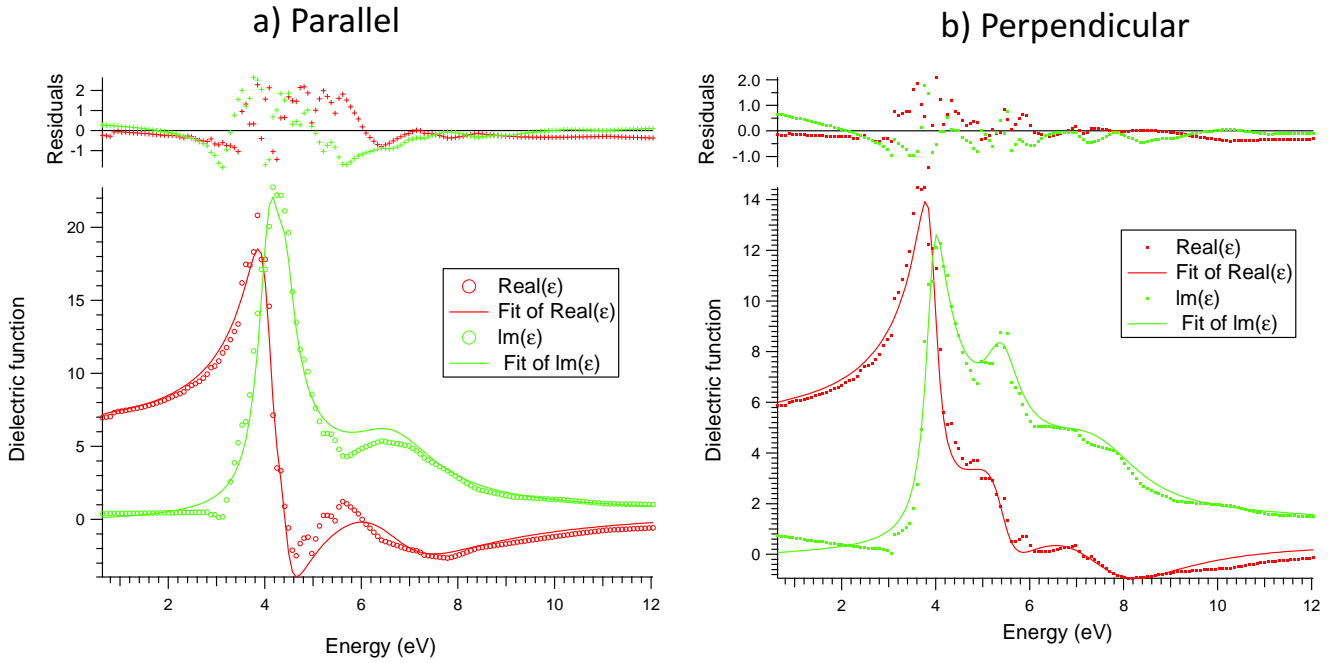 a) Parallel
Residuals
2
1
0
-1
Dielectric function
20
15
10
5
0
Real(ε)
Fit of Real(ε)
Im(ε)
Fit of Im(ε)
2
4
6
8
10
12
Energy (eV)
b) Perpendicular
Residuals
2.0
1.0
0.0
-1.0
Dielectric function
14
12
10
8
6
4
2
0
Real(ε)
Fit of Real(ε)
Im(ε)
Fit of Im(ε)
2
4
6
8
10
12
Energy (eV)